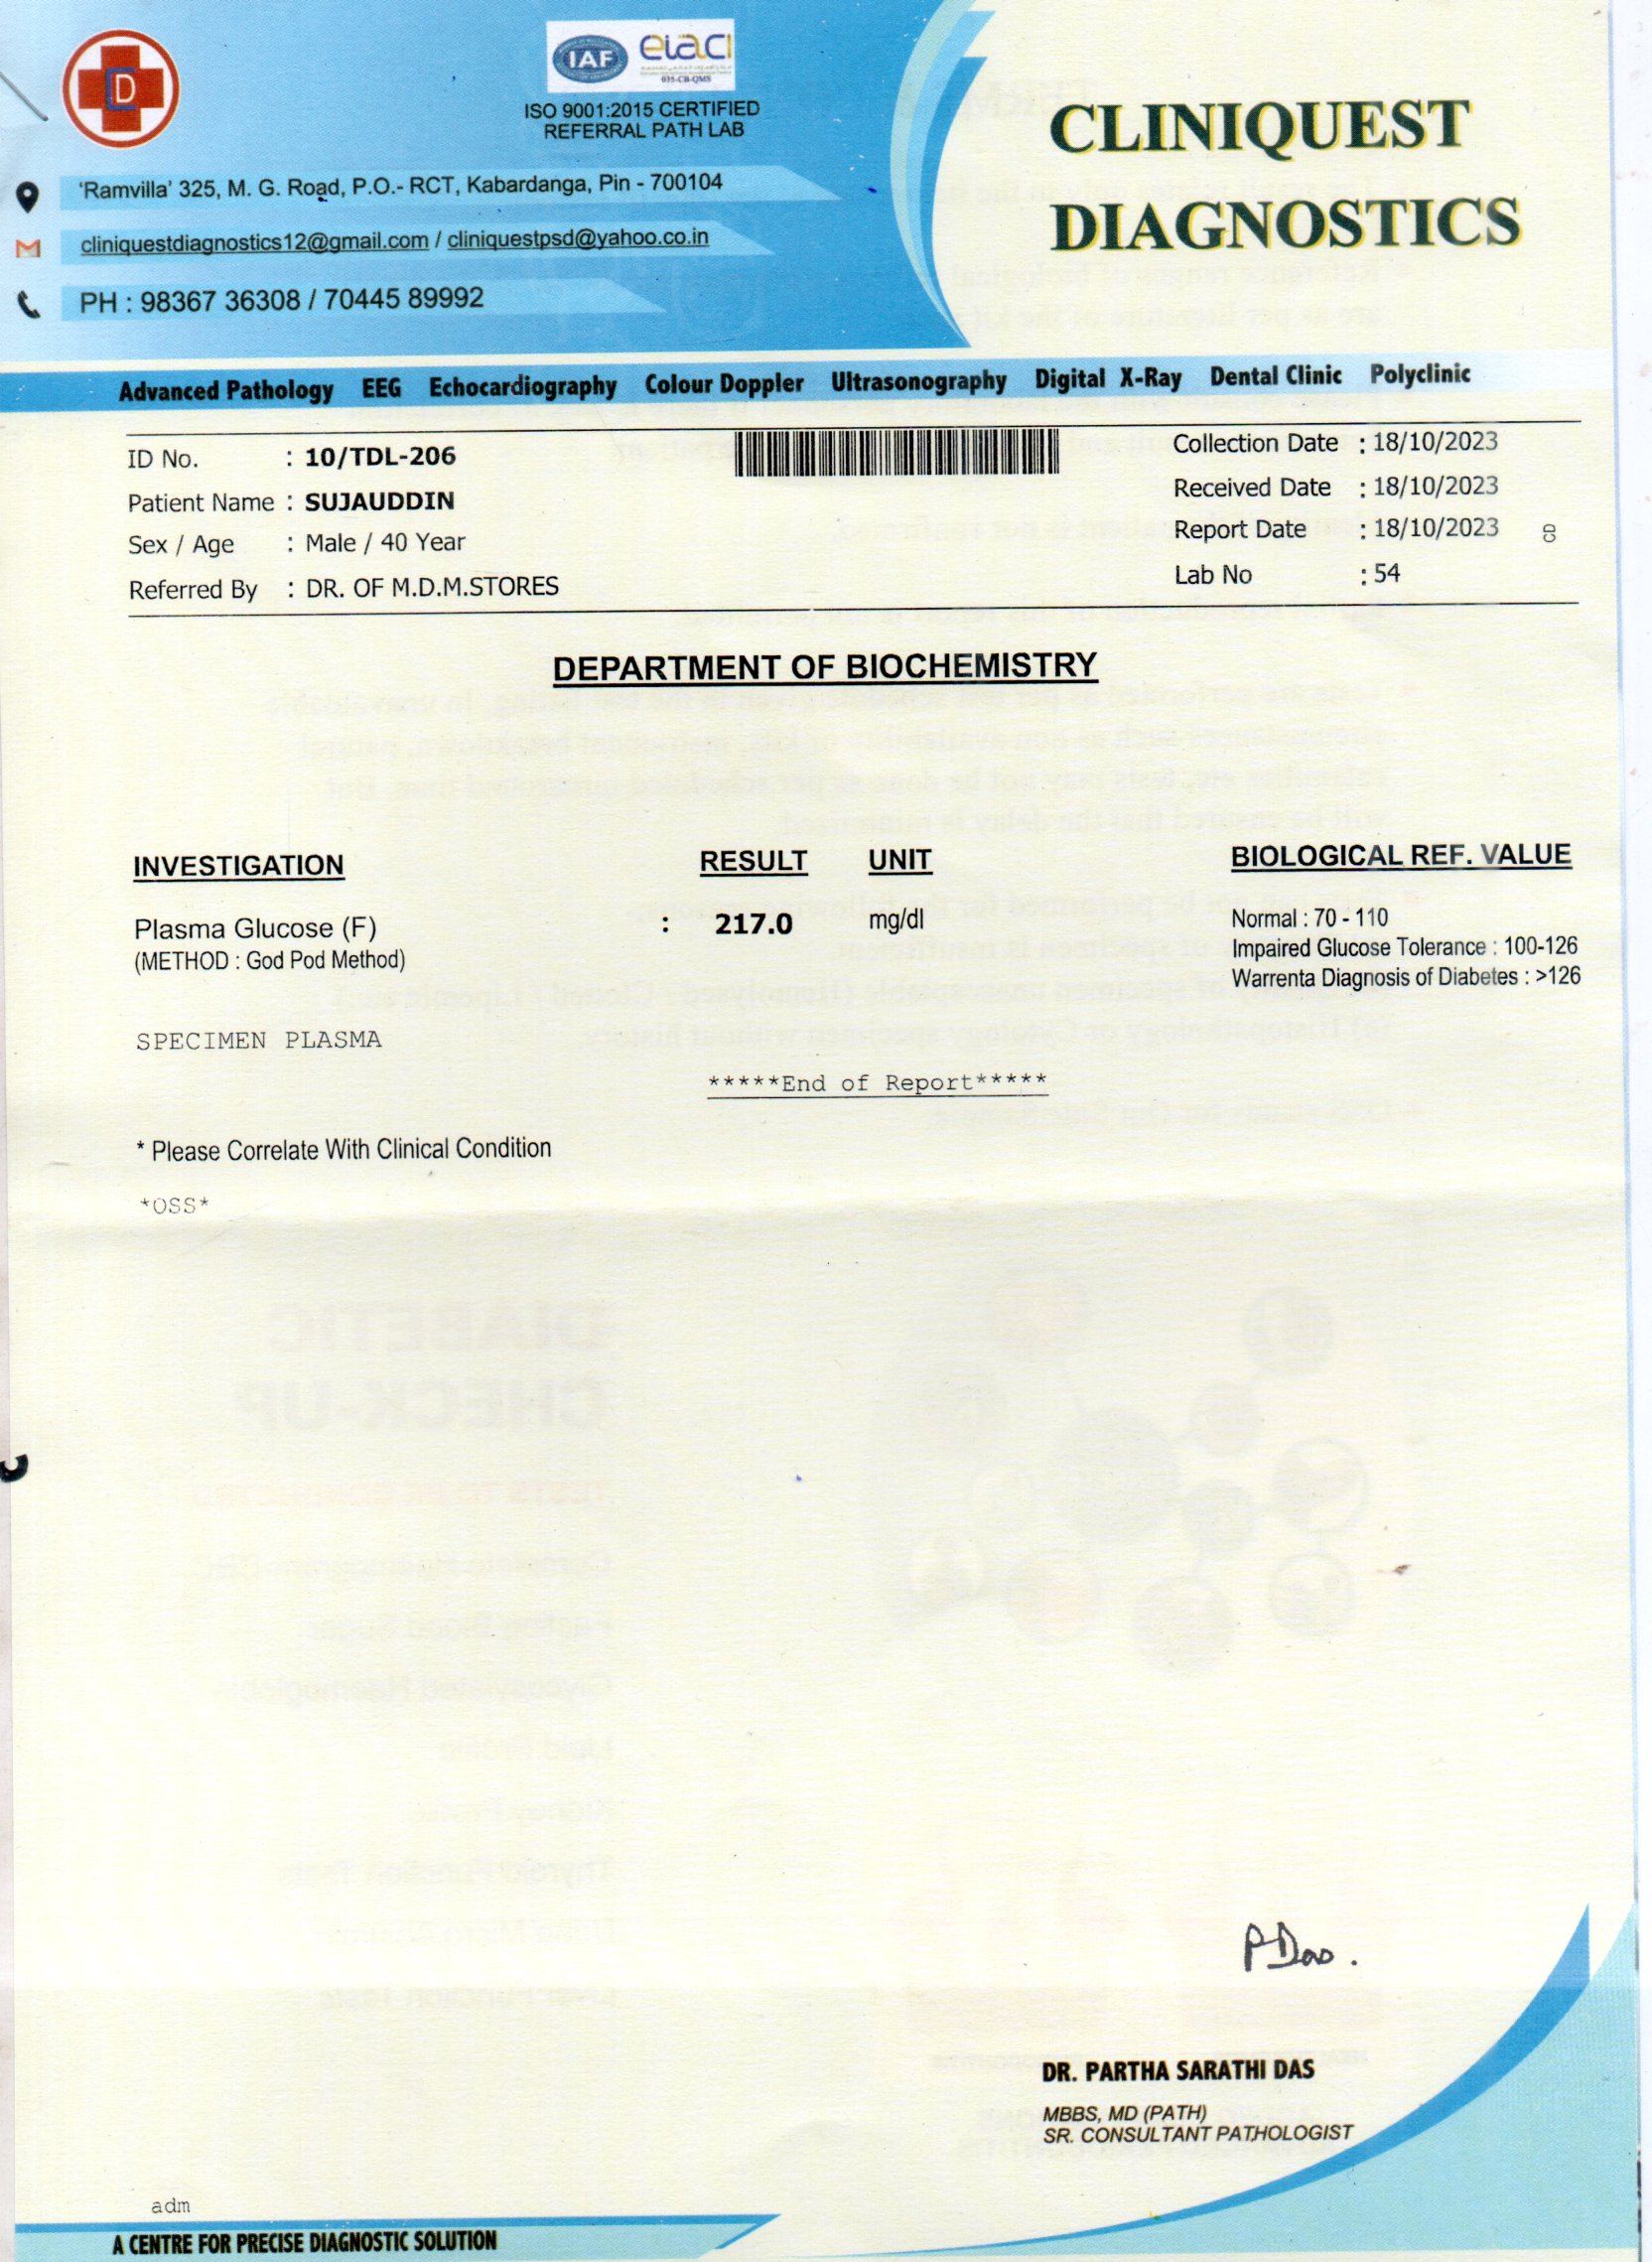 D
IAF
eiaci
035-CB-QMS
ISO 9001:2015 CERTIFIED
REFERRAL PATH LAB
CLINIQUEST
DIAGNOSTICS
'Ramvilla' 325, M. G. Road, P.O.- RCT, Kabardanga, Pin - 700104
cliniquestdiagnostics12@gmail.com / cliniquestpsd@yahoo.co.in
PH : 98367 36308 / 70445 89992
Advanced Pathology EEG Echocardiography Colour Doppler Ultrasonography Digital X-Ray Dental Clinic Polyclinic
ID No. : 10/TDL-206 Collection Date : 18/10/2023
Patient Name : SUJAUDDIN Received Date : 18/10/2023
Sex / Age : Male / 40 Year Report Date : 18/10/2023 CD
Referred By : DR. OF M.D.M.STORES Lab No : 54
DEPARTMENT OF BIOCHEMISTRY
INVESTIGATION RESULT UNIT BIOLOGICAL REF. VALUE
Plasma Glucose (F) : 217.0 mg/dl Normal : 70 - 110
(METHOD : God Pod Method) Impaired Glucose Tolerance : 100-126
Warrenta Diagnosis of Diabetes : >126
SPECIMEN PLASMA
*****End of Report*****
* Please Correlate With Clinical Condition
*OSS*
PDas.
DR. PARTHA SARATHI DAS
MBBS, MD (PATH)
SR. CONSULTANT PATHOLOGIST
adm
A CENTRE FOR PRECISE DIAGNOSTIC SOLUTION